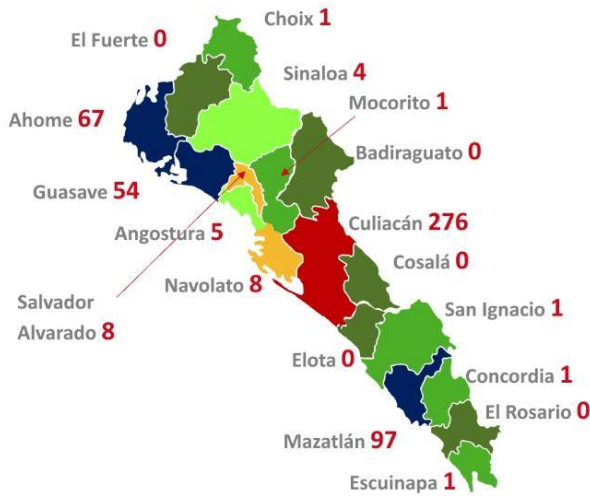 Choix 1
El Fuerte 0
Sinaloa 4
Mocorito 1
Ahome 67
Badiraguato 0
Guasave 54
Culiacán 276
Angostura 5
Cosalá 0
Navolato 8
Salvador
Alvarado 8
San Ignacio 1
Elota 0
Concordia 1
El Rosario 0
Mazatlán 97
Escuinapa 1